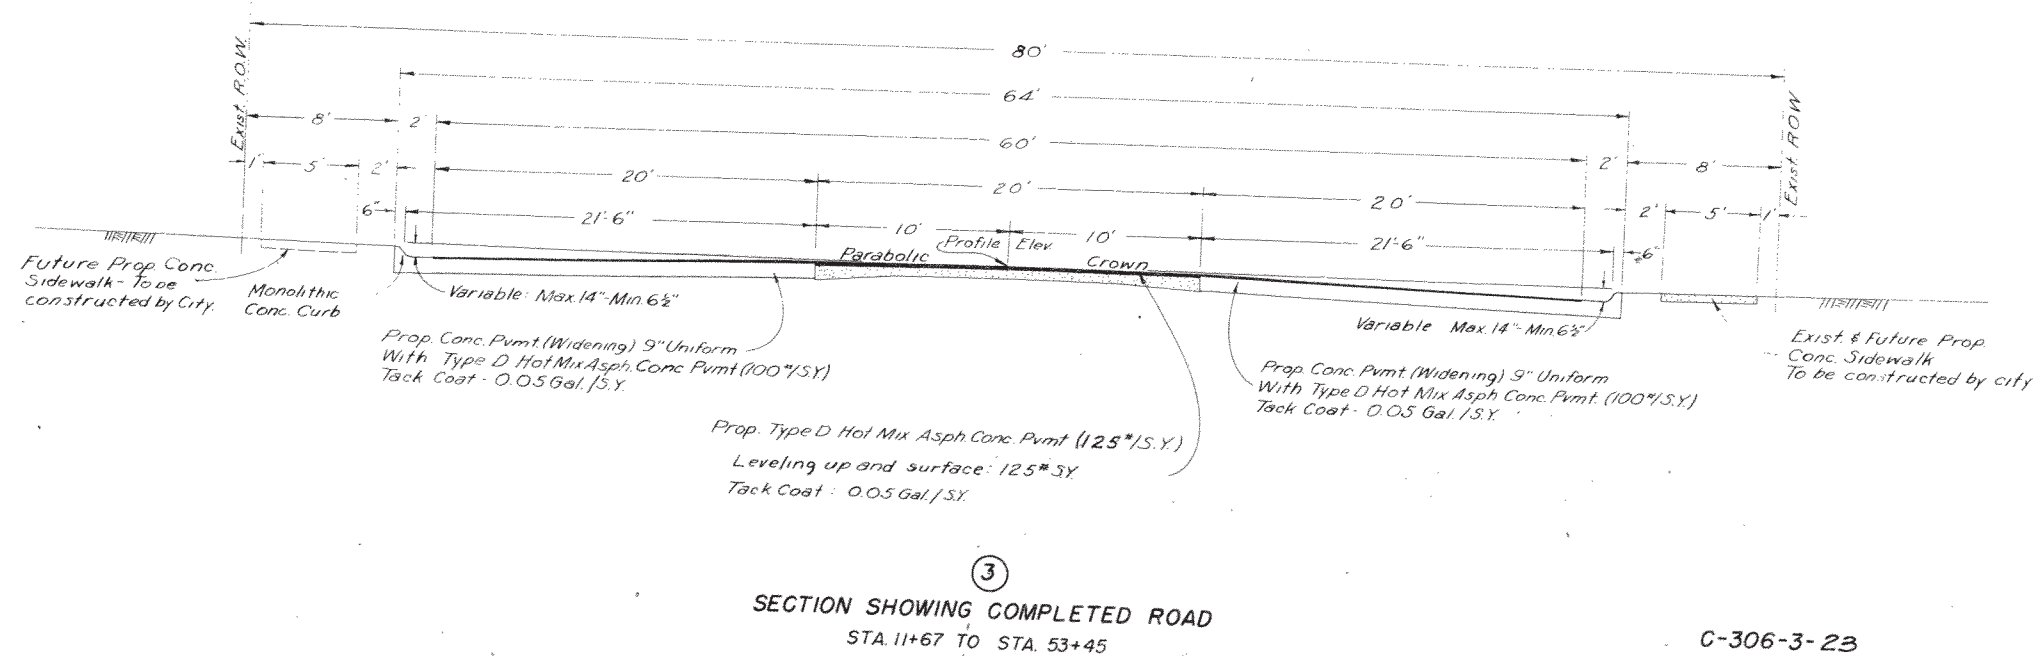 80'
64'
Exist. R.O.W.
8'
2'
60'
2'
8'
Exist. ROW
1'
5'
2'
20'
20'
20'
2'
5'
1'
6"
21'-6"
10'
10'
21'-6"
6"
Profile Elev.
Parabolic Crown
Future Prop. Conc.
Sidewalk - To be
constructed by City.
Monolithic
Conc. Curb
Variable: Max. 14"-Min. 6½"
Variable Max. 14"-Min. 6½"
Prop. Conc. Pvmt. (Widening) 9" Uniform
With Type D Hot Mix Asph. Conc. Pvmt (100#/S.Y.)
Tack Coat - 0.05 Gal./S.Y.
Prop. Conc. Pvmt. (Widening) 9" Uniform
With Type D Hot Mix Asph. Conc. Pvmt. (100#/S.Y.)
Tack Coat - 0.05 Gal./S.Y.
Exist. & Future Prop.
Conc. Sidewalk
To be constructed by city
Prop. Type D Hot Mix Asph. Conc. Pvmt (125#/S.Y.)
Leveling up and surface: 125# S.Y.
Tack Coat: 0.05 Gal./S.Y.
3
SECTION SHOWING COMPLETED ROAD
STA. 11+67 TO STA. 53+45
C-306-3-23